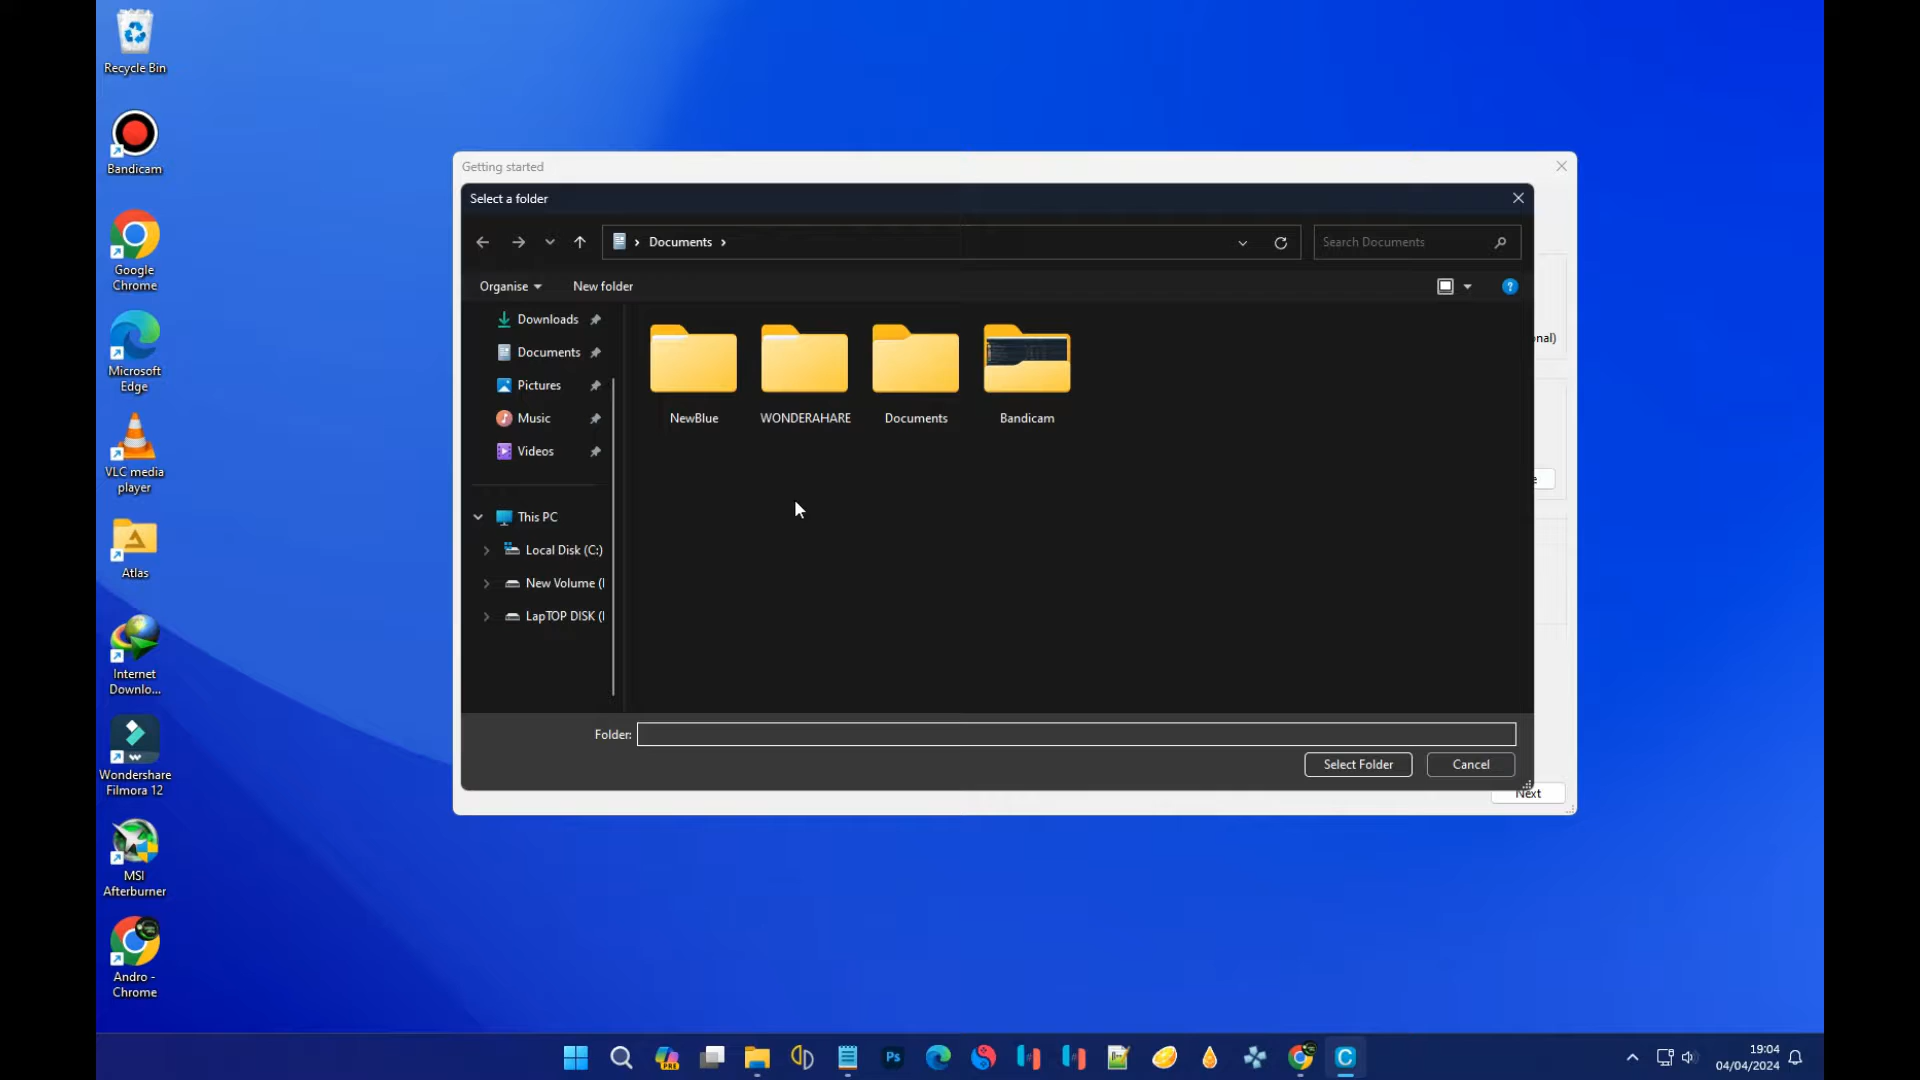 Recycle Bin
Bandicam
Google
Chrome
Microsoft
Edge
VLC media
player
Atlas
Internet
Downlo...
Wondershare
Filmora 12
MSI
Afterburner
Andro -
Chrome
Getting started
Select a folder
Documents
Search Documents
Organise
New folder
Downloads
Documents
Pictures
Music
Videos
This PC
Local Disk (C:)
New Volume (
LapTOP DISK (
NewBlue
WONDERAHARE
Documents
Bandicam
nal)
e
Folder:
Select Folder
Cancel
Next
PRE
Ps
C
19:04
04/04/2024